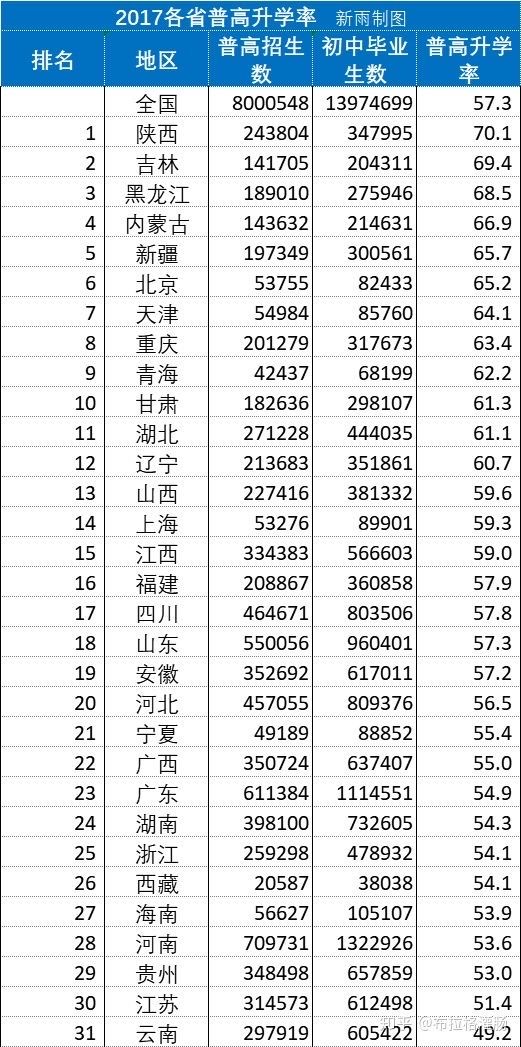 2017各省普高升学率 新雨制图
排名 地区 普高招生数 初中毕业生数 普高升学率
全国 8000548 13974699 57.3
1 陕西 243804 347995 70.1
2 吉林 141705 204311 69.4
3 黑龙江 189010 275946 68.5
4 内蒙古 143632 214631 66.9
5 新疆 197349 300561 65.7
6 北京 53755 82433 65.2
7 天津 54984 85760 64.1
8 重庆 201279 317673 63.4
9 青海 42437 68199 62.2
10 甘肃 182636 298107 61.3
11 湖北 271228 444035 61.1
12 辽宁 213683 351861 60.7
13 山西 227416 381332 59.6
14 上海 53276 89901 59.3
15 江西 334383 566603 59.0
16 福建 208867 360858 57.9
17 四川 464671 803506 57.8
18 山东 550056 960401 57.3
19 安徽 352692 617011 57.2
20 河北 457055 809376 56.5
21 宁夏 49189 88852 55.4
22 广西 350724 637407 55.0
23 广东 611384 1114551 54.9
24 湖南 398100 732605 54.3
25 浙江 259298 478932 54.1
26 西藏 20587 38038 54.1
27 海南 56627 105107 53.9
28 河南 709731 1322926 53.6
29 贵州 348498 657859 53.0
30 江苏 314573 612498 51.4
31 云南 297919 605422 49.2
知乎 @布拉格